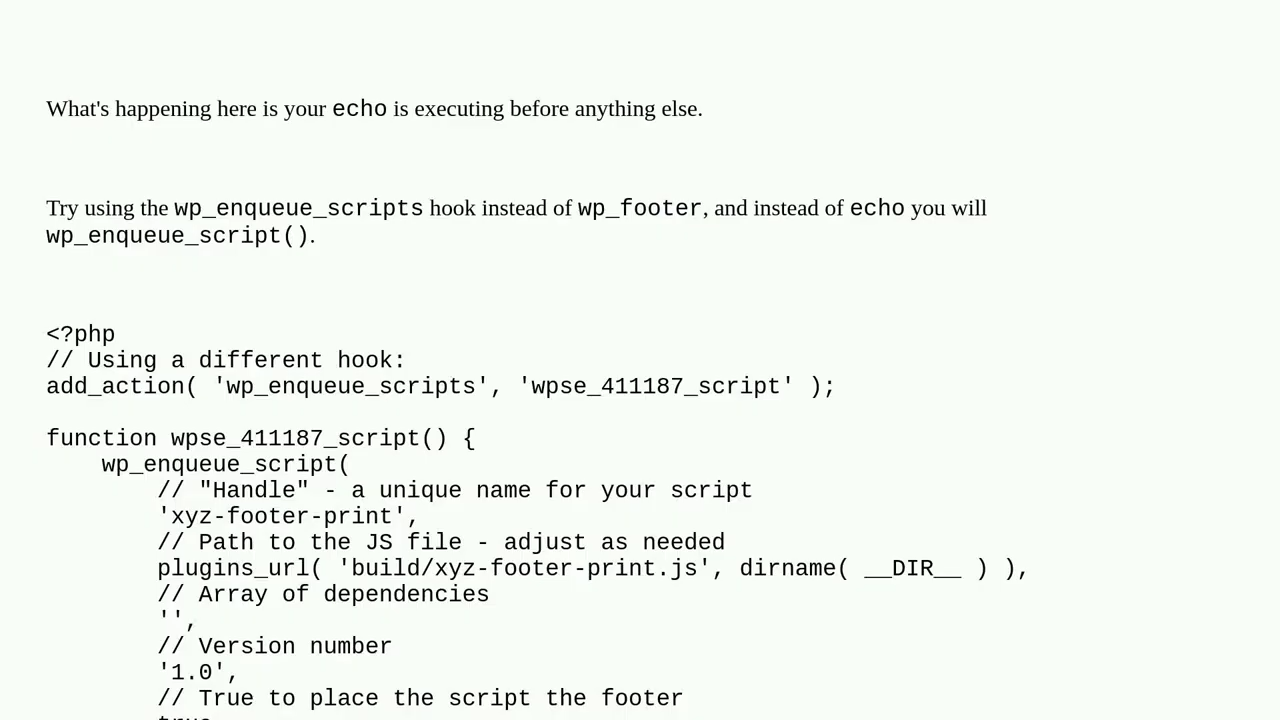 What's happening here is your echo is executing before anything else.
Try using the wp_enqueue_scripts hook instead of wp_footer, and instead of echo you will
wp_enqueue_script().
<?php
// Using a different hook:
add_action( 'wp_enqueue_scripts', 'wpse_411187_script' );
function wpse_411187_script() {
    wp_enqueue_script(
        // "Handle" - a unique name for your script
        'xyz-footer-print',
        // Path to the JS file - adjust as needed
        plugins_url( 'build/xyz-footer-print.js', dirname( __DIR__ ) ),
        // Array of dependencies
        '',
        // Version number
        '1.0',
        // True to place the script the footer